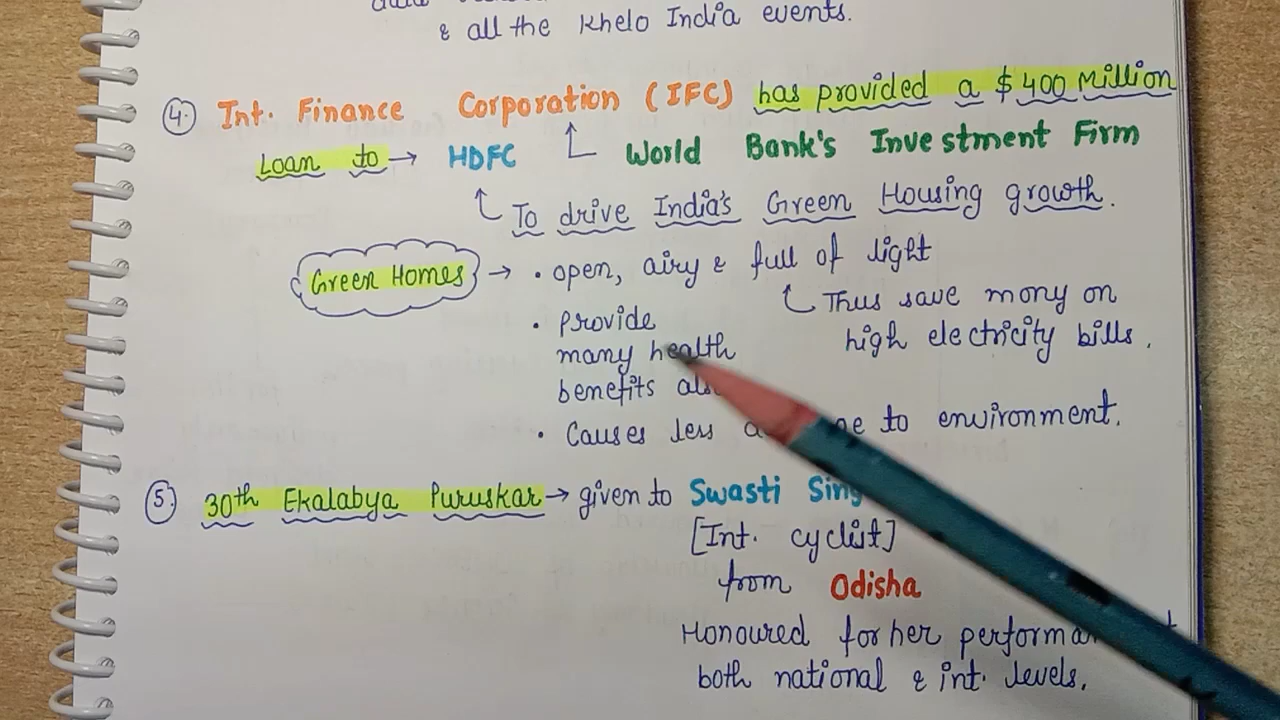 & all the Khelo India events.
4. Int. Finance Corporation (IFC) has provided a $ 400 Million
Loan to → HDFC World Bank's Investment Firm
To drive India's Green Housing growth.
Green Homes → • open, airy & full of light
Thus save mony on
high electricity bills.
• Provide
many health
benefits
• Causes less to environment.
5. 30th Ekalabya Puruskar → given to Swasti
[Int. cyclist]
from Odisha
Honoured for her
both national & int. levels.